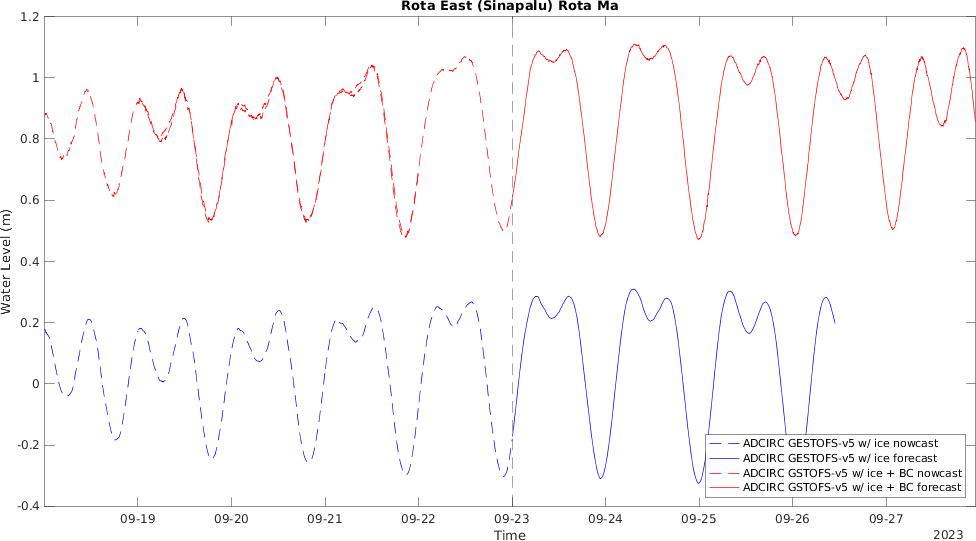 Rota East (Sinapalu) Rota Ma
1.2
1
0.8
0.6
0.4
0.2
0
-0.2
-0.4
Water Level (m)
09-19 09-20 09-21 09-22 09-23 09-24 09-25 09-26 09-27
Time
2023
ADCIRC GESTOFS-v5 w/ ice nowcast
ADCIRC GESTOFS-v5 w/ ice forecast
ADCIRC GSTOFS-v5 w/ ice + BC nowcast
ADCIRC GSTOFS-v5 w/ ice + BC forecast